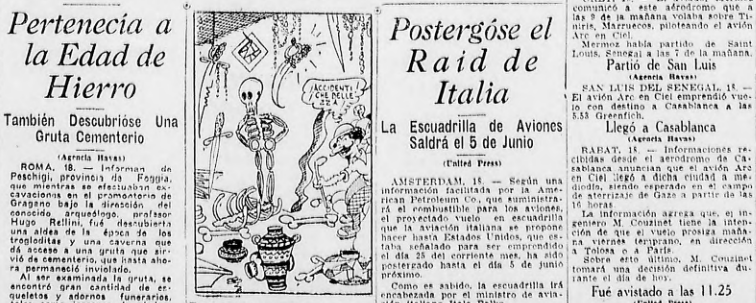 Pertenecía a
la Edad de
Hierro
También Descubrióse Una
Gruta Cementerio
(Agencia Havas)
ROMA, 18. — Informan de
Peschigi, provincia de Foggia,
que mientras se efectuaban ex-
cavaciones en el promontorio de
Gragano bajo la dirección del
conocido arqueólogo, profesor
Hugo Rellini, fué descubierta
una aldea de la época de los
trogloditas y una caverna que
dá acceso a una gruta que sir-
vió de cementerio, que hasta aho-
ra permaneció inviolado.
Al ser examinada la gruta, se
encontró gran cantidad de es-
queletos y adornos funerarios,
¡ACCIDENTI
CHE BELLE
Postergóse el
Raid de
Italia
La Escuadrilla de Aviones
Saldrá el 5 de Junio
(United Press)
AMSTERDAM, 18. — Según una
información facilitada por la Ame-
rican Petroleum Co., que suministra-
rá el combustible para los aviones,
el proyectado vuelo en escuadrilla
que la aviación italiana se propone
hacer hasta Estados Unidos, que es-
taba señalado para ser emprendido
el día 25 del corriente mes, ha sido
postergado hasta el día 5 de junio
próximo.
Como es sabido, la escuadrilla irá
encabezada por el ministro de avia-
comunicó a este aeródromo que a
las 9 de la mañana volaba sobre Ti-
niris, Marruecos, piloteando el avión
Arc en Ciel.
Mermoz había partido de Saint
Louis, Senegal a las 7 de la mañana.
Partió de San Luis
(Agencia Havas)
SAN LUIS DEL SENEGAL, 18. —
El avión Arc en Ciel emprendió vue-
lo con destino a Casablanca a las
5.53 Greenfich.
Llegó a Casablanca
(Agencia Havas)
RABAT, 18. — Informaciones re-
cibidas desde el aerodromo de Ca-
sablanca anuncian que el avión Arc
en Ciel llegó a dicha ciudad a me-
diodía, siendo esperado en el campo
de aterrizaje de Gazo a partir de las
16 horas
La información agrega que el in-
geniero M. Couzinet tiene la inten-
ción de que el vuelo prosiga maña-
na viernes temprano, en dirección
a Tolosa o a París.
Sobre esto último, M. Couzinet
tomará una decisión definitiva du-
rante el día de hoy.
Fué avistado a las 11.25
(United Press)